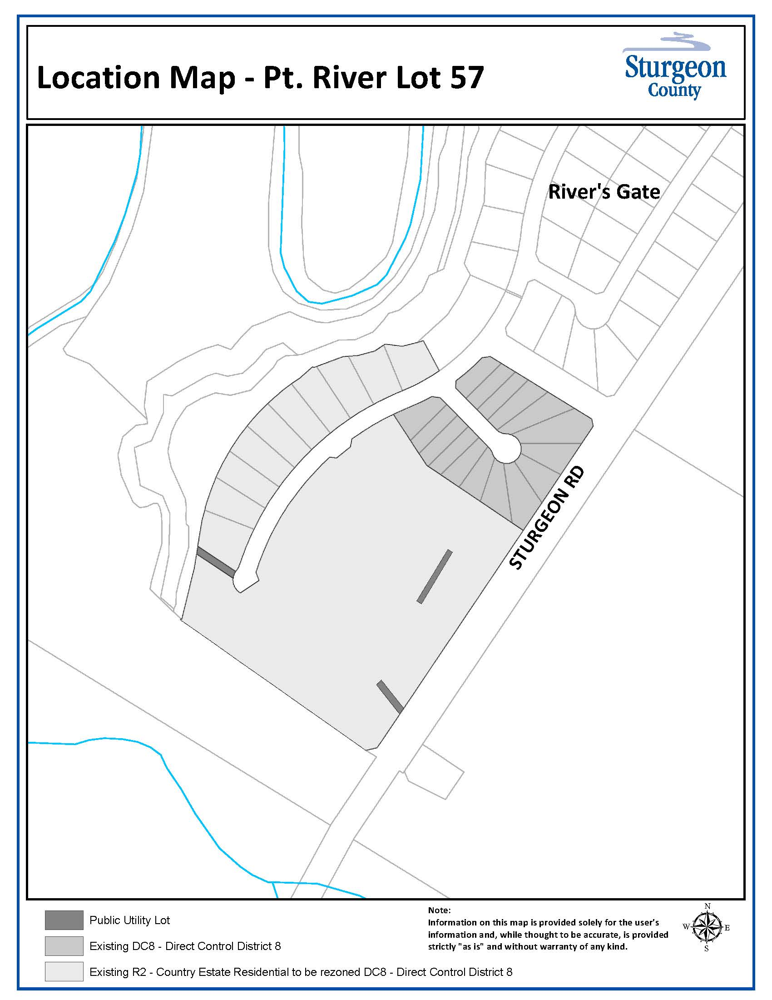 Location Map - Pt. River Lot 57
Sturgeon
County
River's Gate
STURGEON RD
Public Utility Lot
Existing DC8 - Direct Control District 8
Existing R2 - Country Estate Residential to be rezoned DC8 - Direct Control District 8
Note:
Information on this map is provided solely for the user's
information and, while thought to be accurate, is provided
strictly "as is" and without warranty of any kind.
N
W E
S